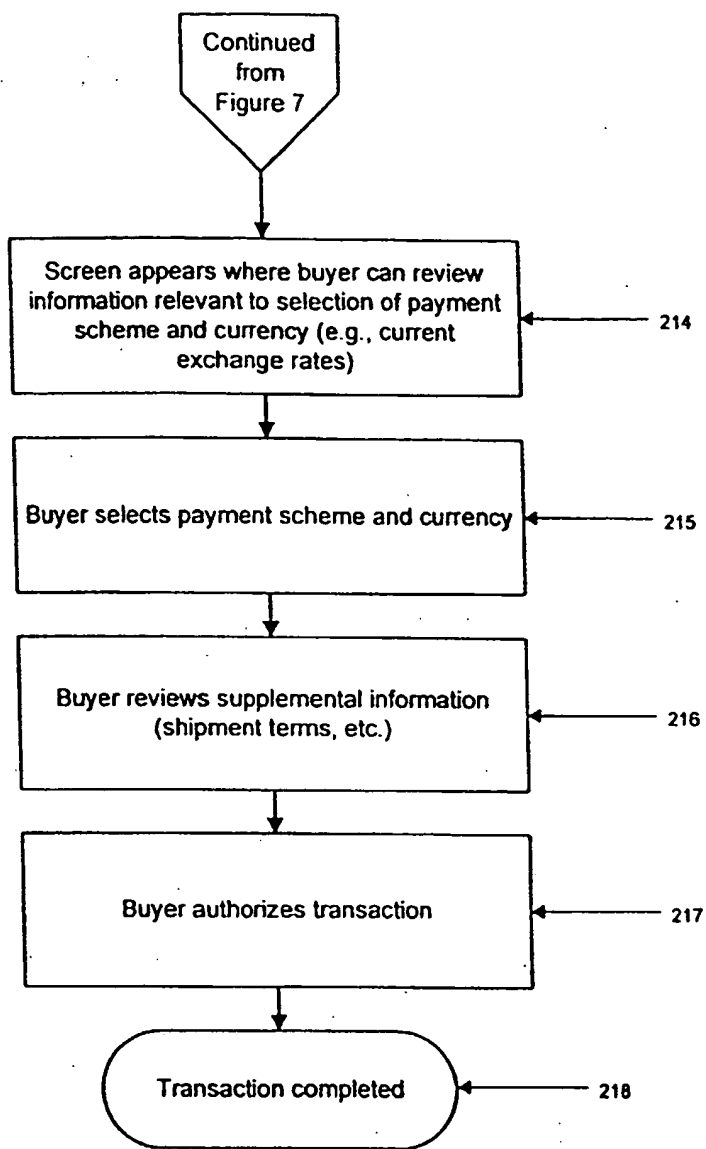 Continued
from
Figure 7
Screen appears where buyer can review
information relevant to selection of payment
scheme and currency (e.g., current
exchange rates)
214
Buyer selects payment scheme and currency
215
Buyer reviews supplemental information
(shipment terms, etc.)
216
Buyer authorizes transaction
217
Transaction completed
218